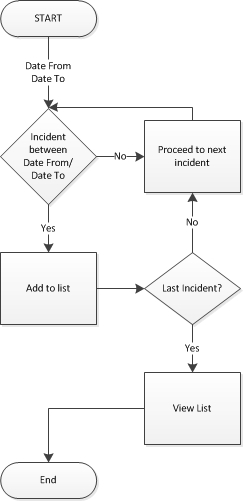 START
Date From
Date To
Incident
between
Date From/
Date To
No
Proceed to next
incident
Yes
No
Add to list
Last Incident?
Yes
View List
End